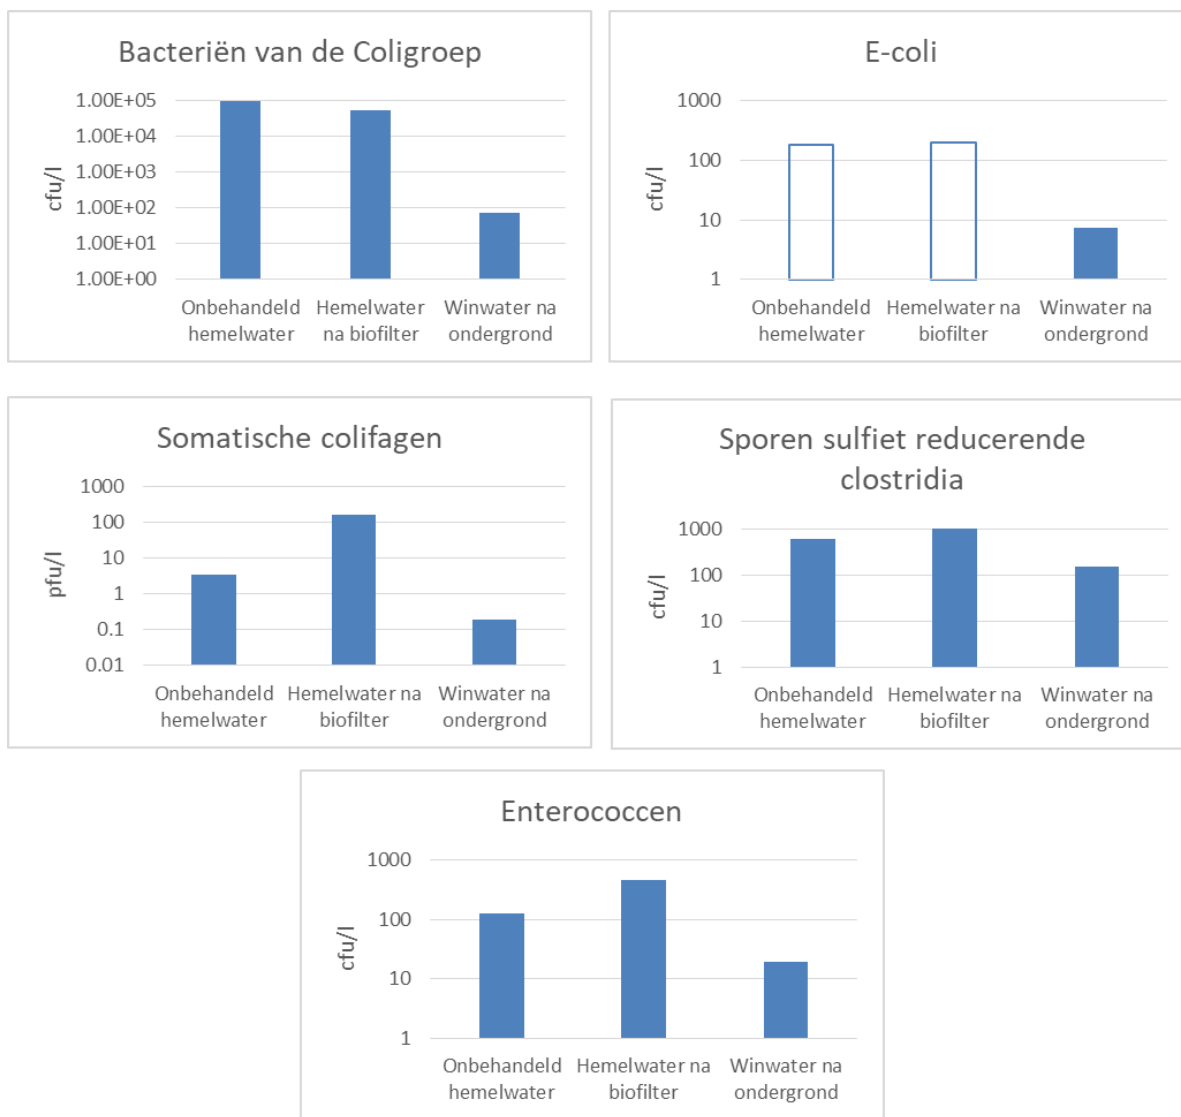 Bacteriën van de Coligroep
1.00E+05
1.00E+04
1.00E+03
1.00E+02
1.00E+01
1.00E+00
cfu/l
Onbehandeld
hemelwater
Hemelwater
na biofilter
Winwater na
ondergrond
E-coli
1000
100
10
1
cfu/l
Onbehandeld
hemelwater
Hemelwater na
biofilter
Winwater na
ondergrond
Somatische colifagen
1000
100
10
1
0.1
0.01
pfu/l
Onbehandeld
hemelwater
Hemelwater na
biofilter
Winwater na
ondergrond
Sporen sulfiet reducerende
clostridia
1000
100
10
1
cfu/l
Onbehandeld
hemelwater
Hemelwater na
biofilter
Winwater na
ondergrond
Enterococcen
1000
100
10
1
cfu/l
Onbehandeld
hemelwater
Hemelwater na
biofilter
Winwater na
ondergrond